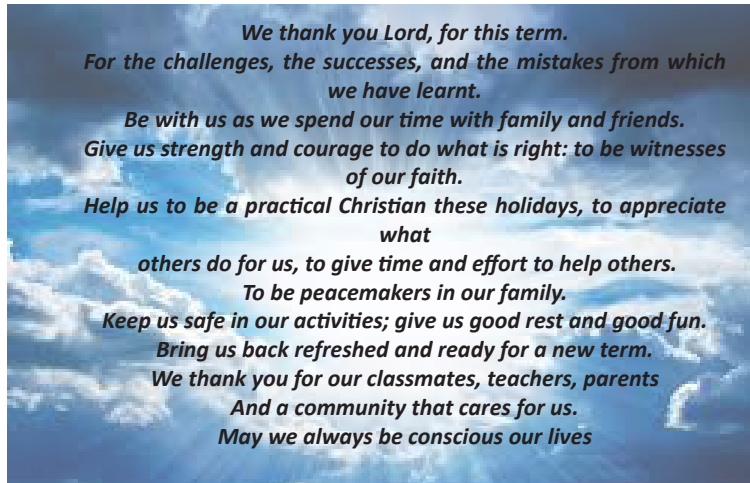 We thank you Lord, for this term.
For the challenges, the successes, and the mistakes from which
we have learnt.
Be with us as we spend our time with family and friends.
Give us strength and courage to do what is right: to be witnesses
of our faith.
Help us to be a practical Christian these holidays, to appreciate
what
others do for us, to give time and effort to help others.
To be peacemakers in our family.
Keep us safe in our activities; give us good rest and good fun.
Bring us back refreshed and ready for a new term.
We thank you for our classmates, teachers, parents
And a community that cares for us.
May we always be conscious our lives